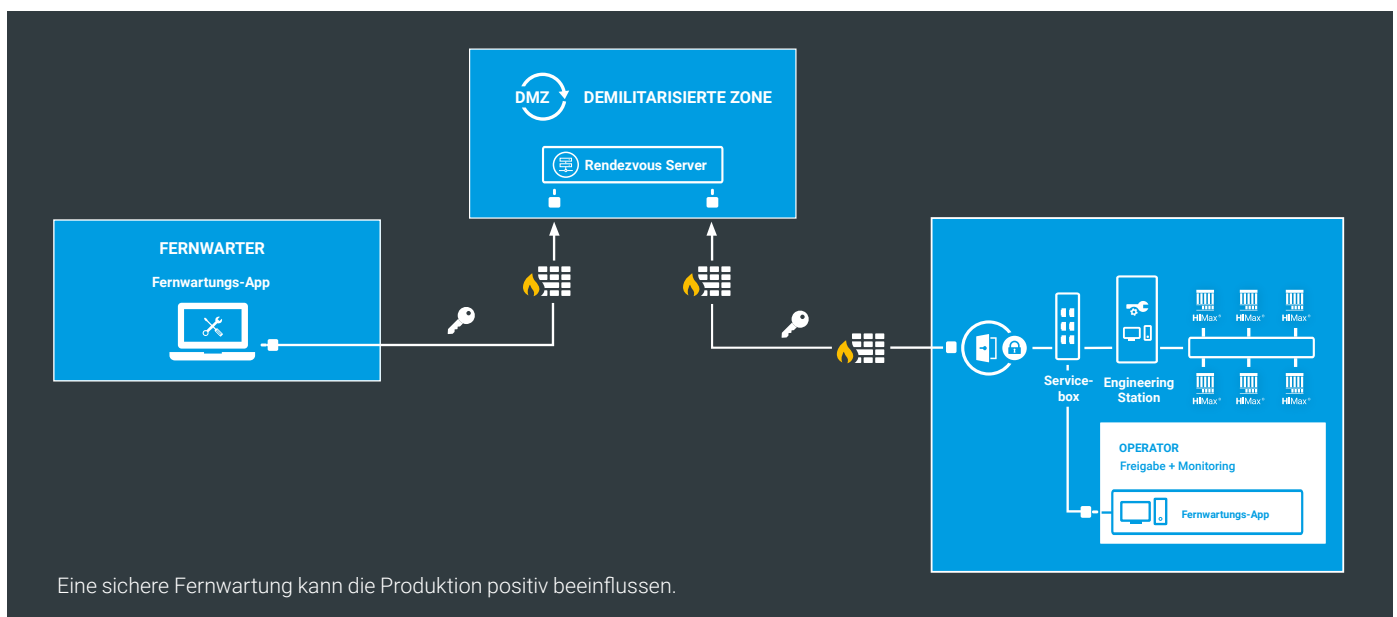 DMZ
DEMILITARISIERTE ZONE
Rendezvous Server
FERNWARTER
Fernwartungs-App
HIMax®
HIMax®
HIMax®
Service-
box
Engineering
Station
HIMax®
HIMax®
HIMax®
OPERATOR
Freigabe + Monitoring
Fernwartungs-App
Eine sichere Fernwartung kann die Produktion positiv beeinflussen.